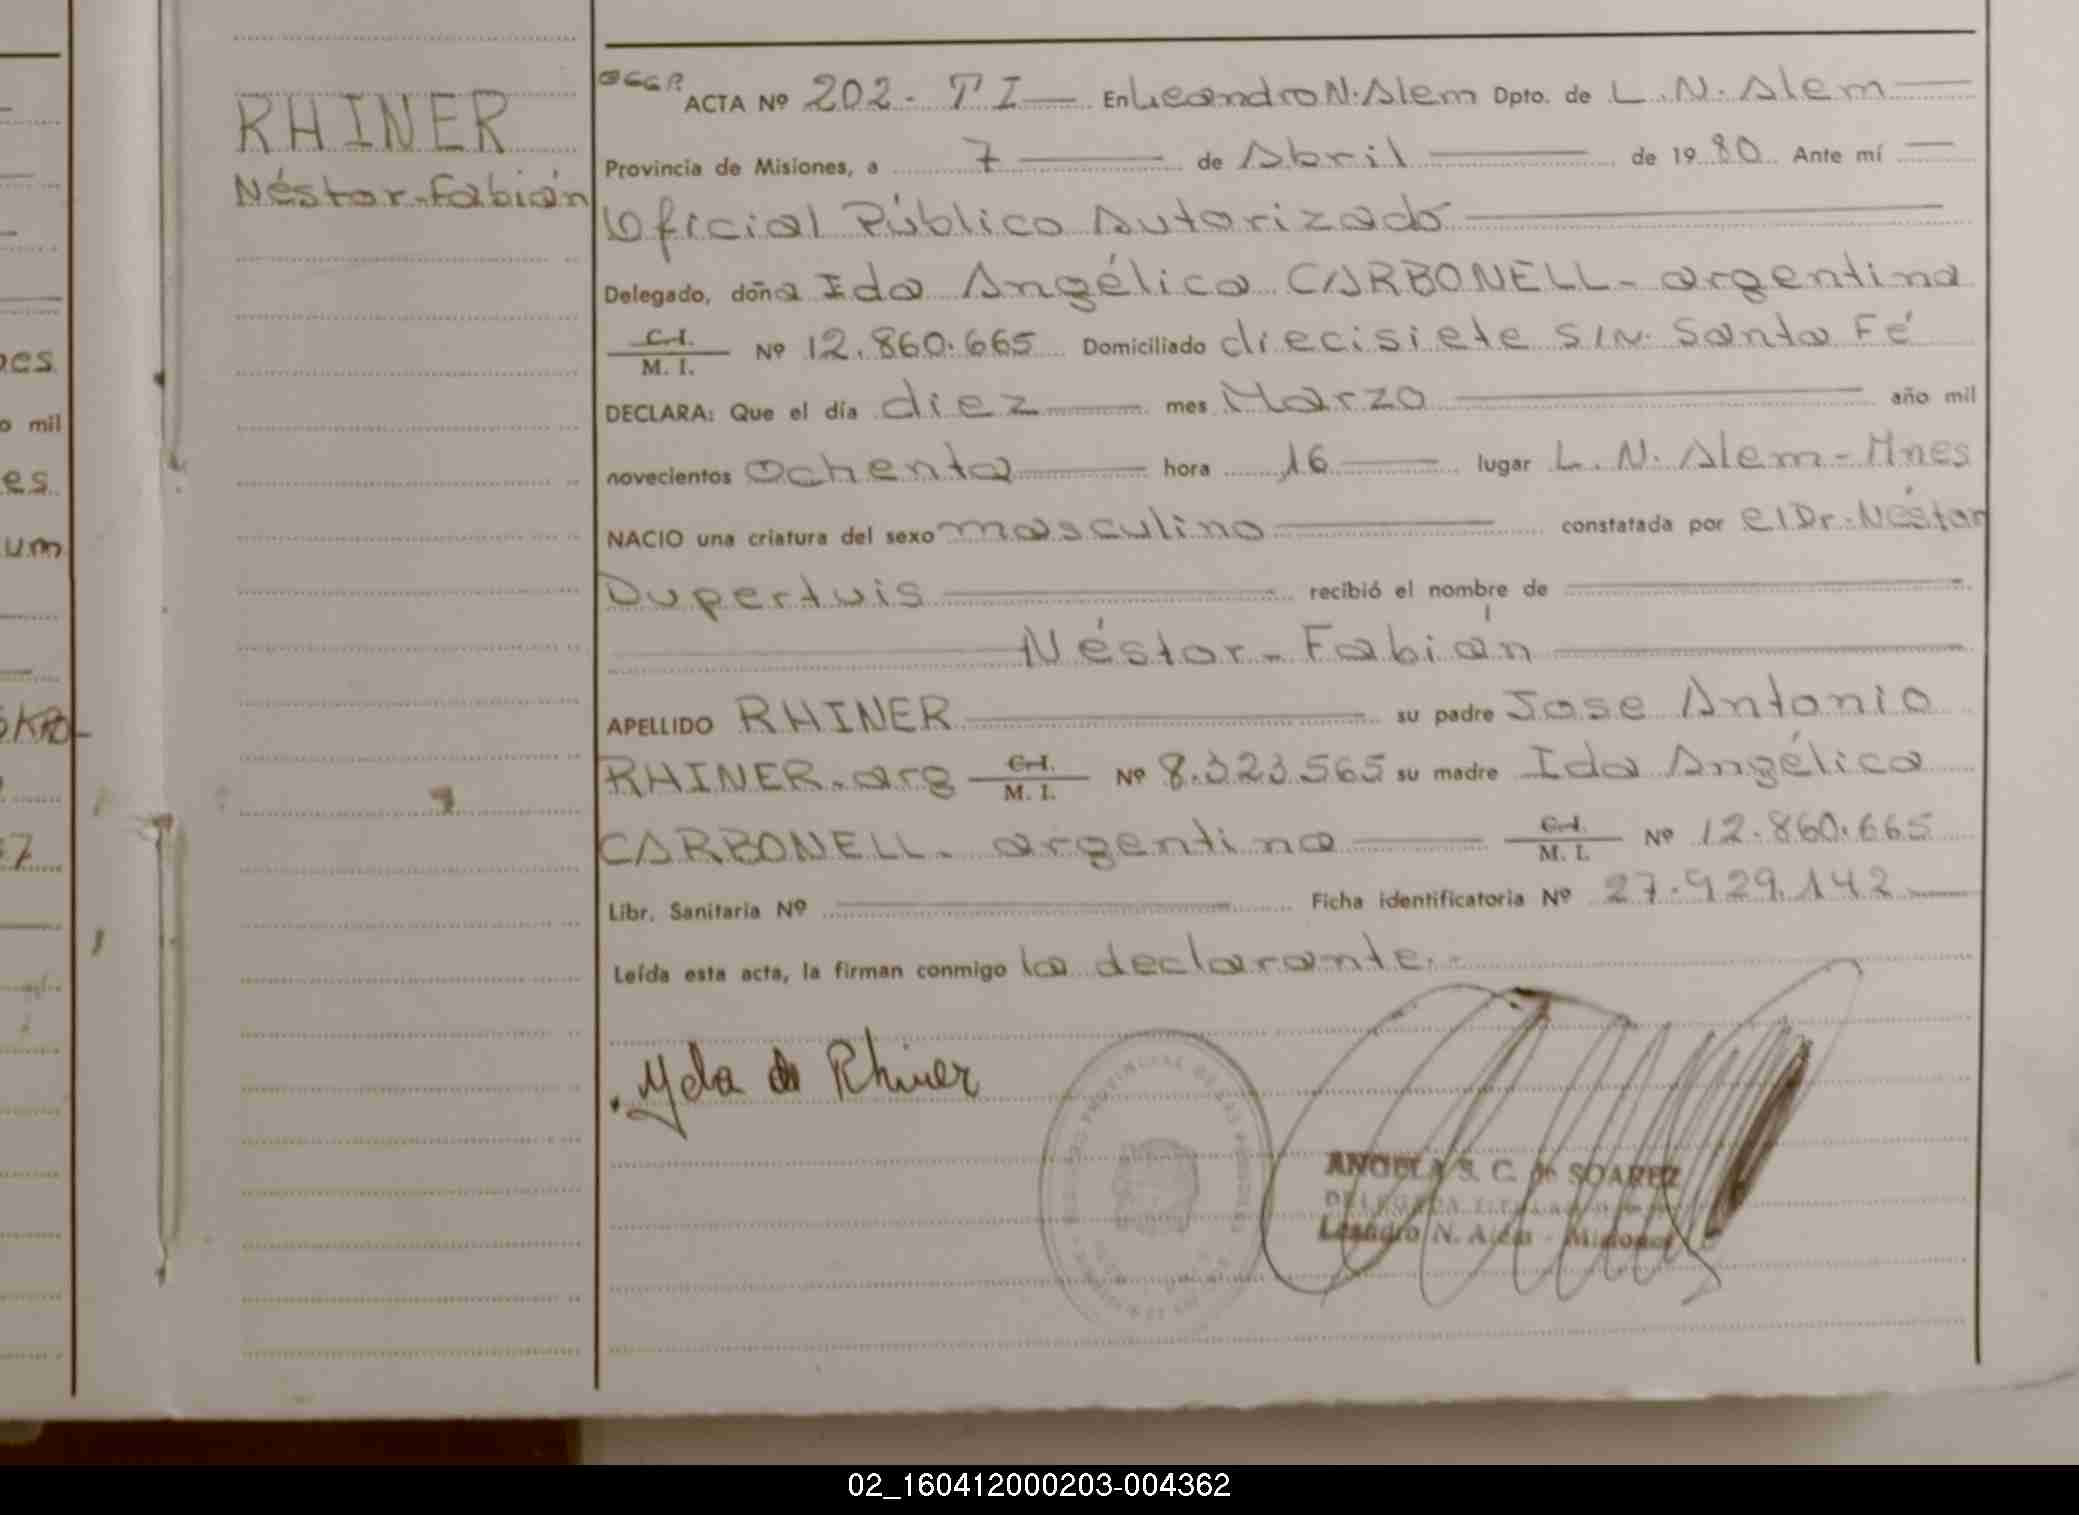 RHINER
Néstor-Fabián
ACTA Nº 202 - TI En Leandro N. Alem Dpto. de L. N. Alem
Provincia de Misiones, a 7 de Abril de 1980 Ante mí
Oficial Público Autorizado
Delegado, doña Ida Angélica CARBONELL - argentina
C.I. / M. I. Nº 12.860.665 Domiciliado diecisiete S/N. Santa Fé
DECLARA: Que el día diez mes Marzo año mil
novecientos Ochenta hora 16 lugar L. N. Alem - Mnes
NACIO una criatura del sexo masculino constatada por el Dr. Néstor
Dupertuis recibió el nombre de
Néstor - Fabián
APELLIDO RHINER su padre Jose Antonio
RHINER - arg C.I. / M. I. Nº 8.323.565 su madre Ida Angélica
CARBONELL - argentina C.I. / M. I. Nº 12.860.665
Libr. Sanitaria Nº Ficha identificatoria Nº 27.929.142
Leída esta acta, la firman conmigo la declarante.
Yda de Rhiner
ANGELA S. C. de SOAREZ
DELEGADA TITULAR
Leandro N. Alem - Misiones
o mil
es
um
02_160412000203-004362